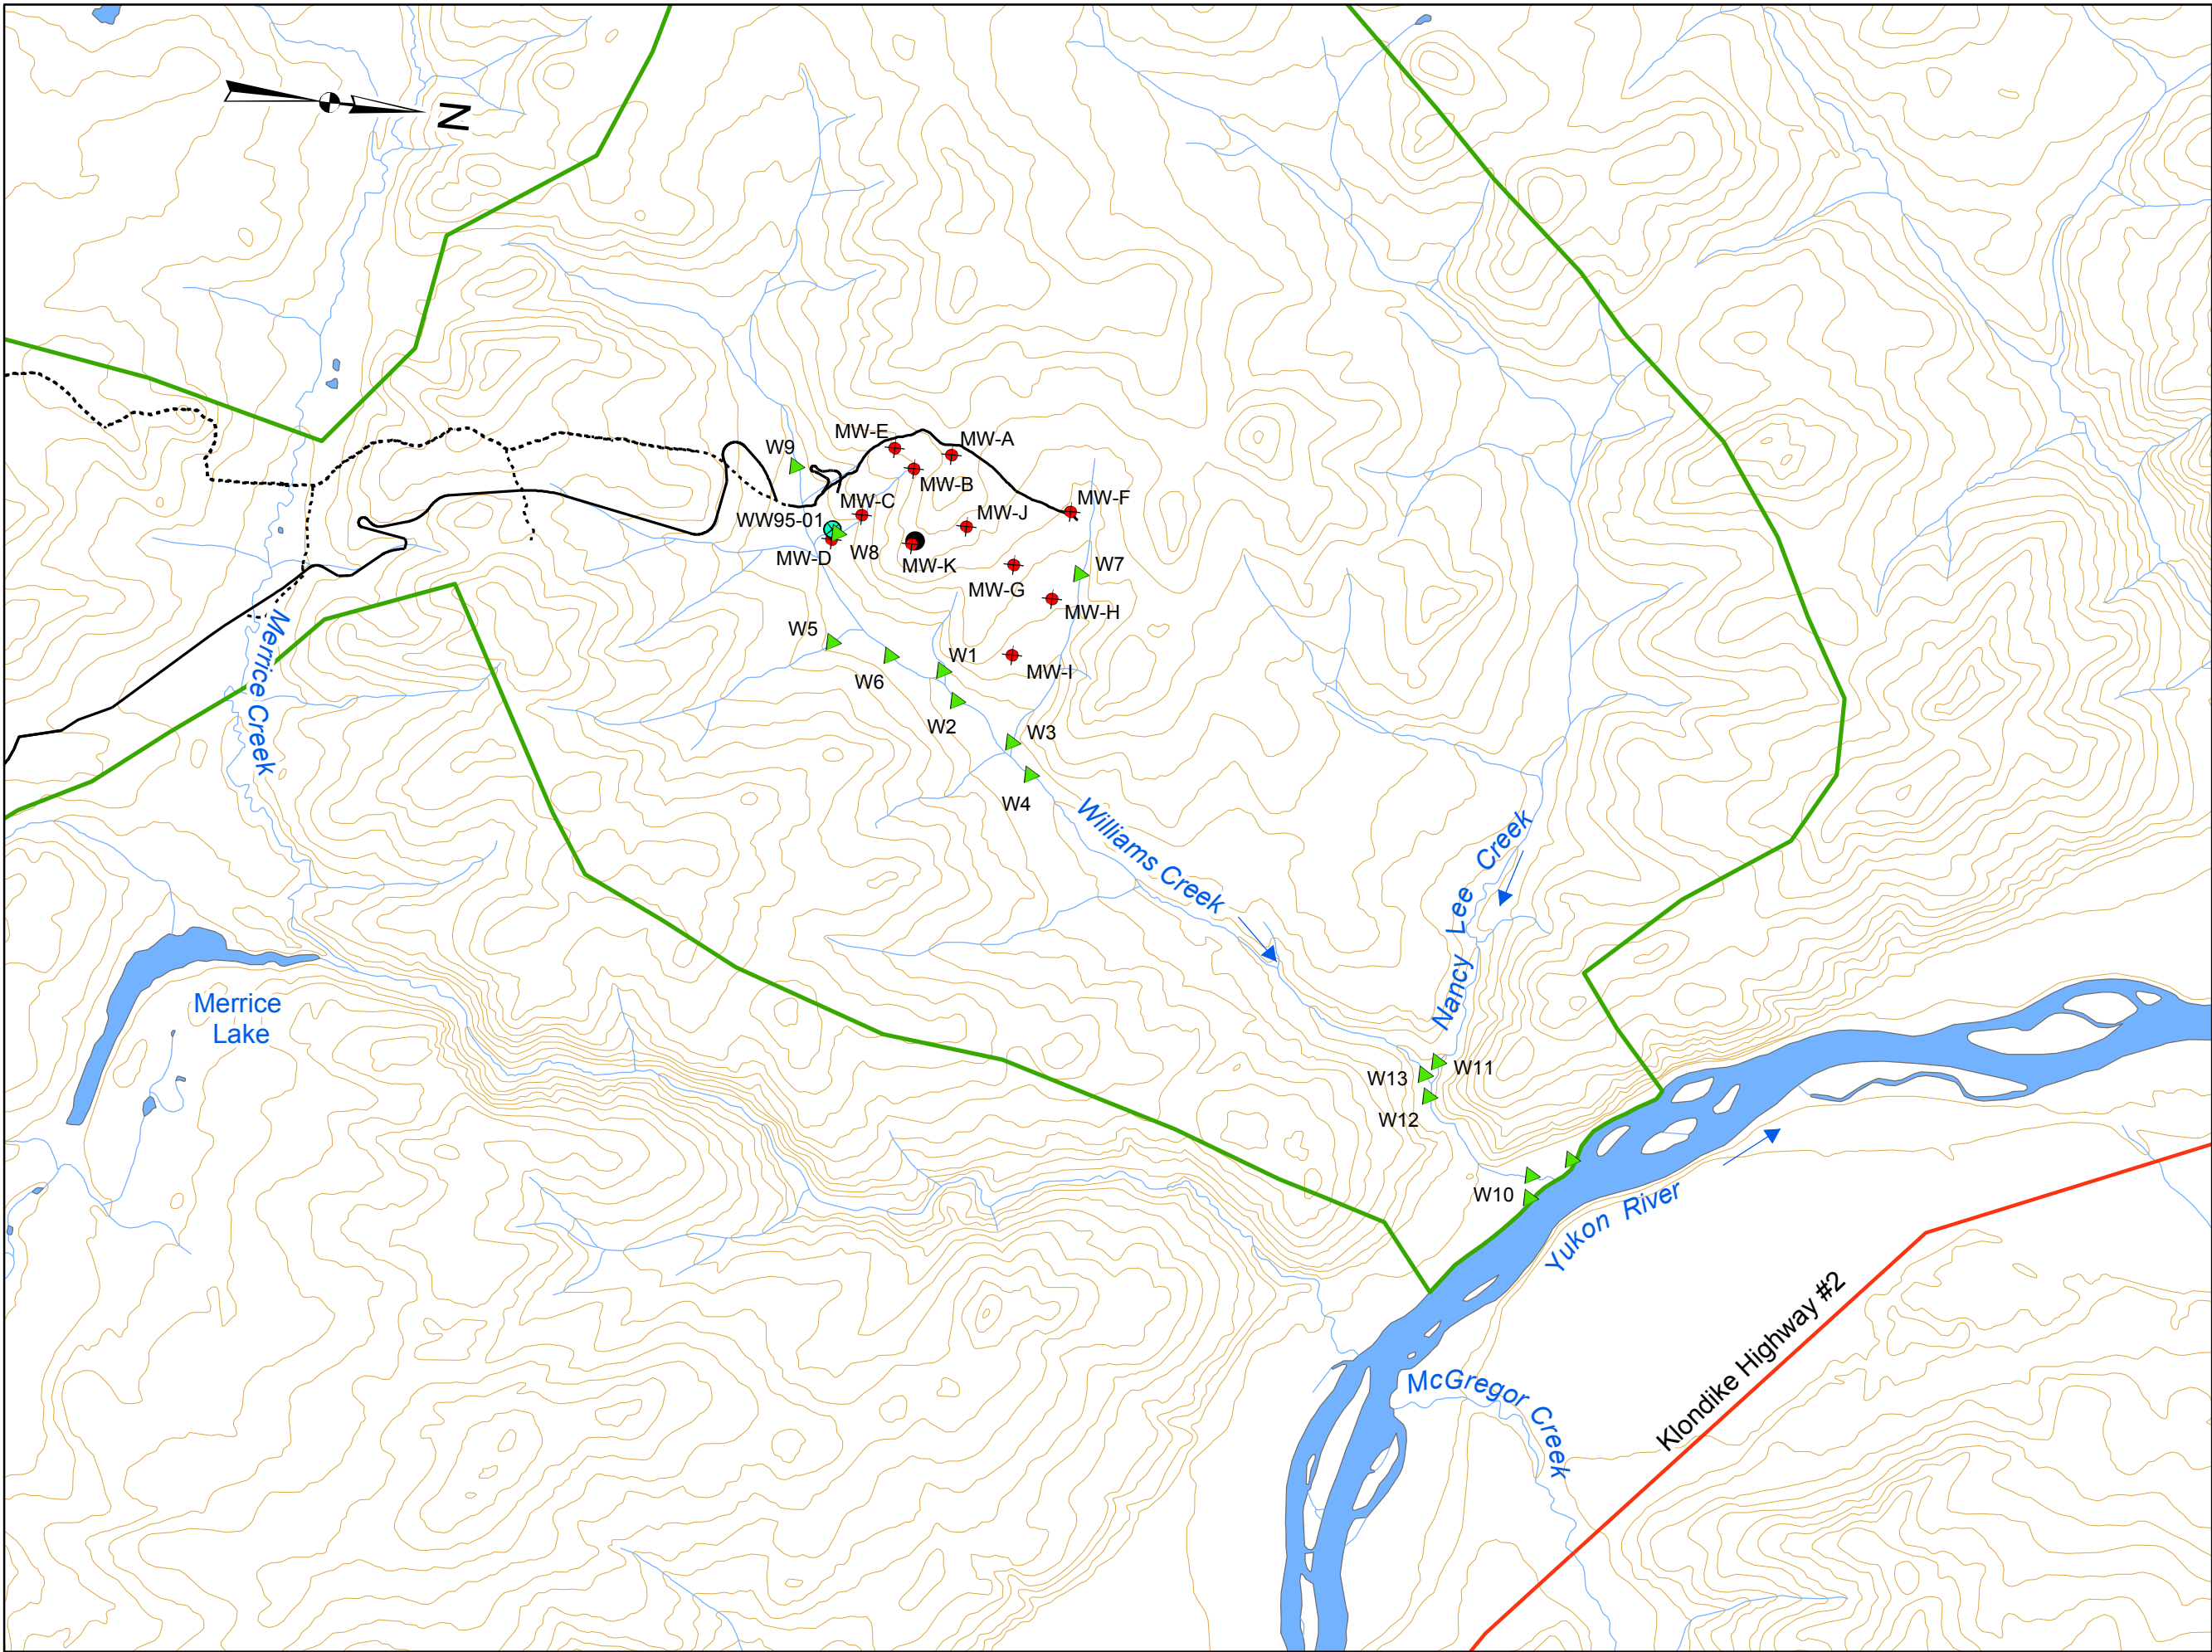 N
MW-E
W9
MW-A
MW-B
MW-F
MW-C
MW-J
WW95-01
W8
MW-D
MW-K
W7
MW-G
MW-H
W5
W1
W6
MW-I
W2
W3
W4
Merrice Creek
Williams Creek
Nancy Lee Creek
Merrice
Lake
W11
W13
W12
W10
Yukon River
Klondike Highway #2
McGregor Creek